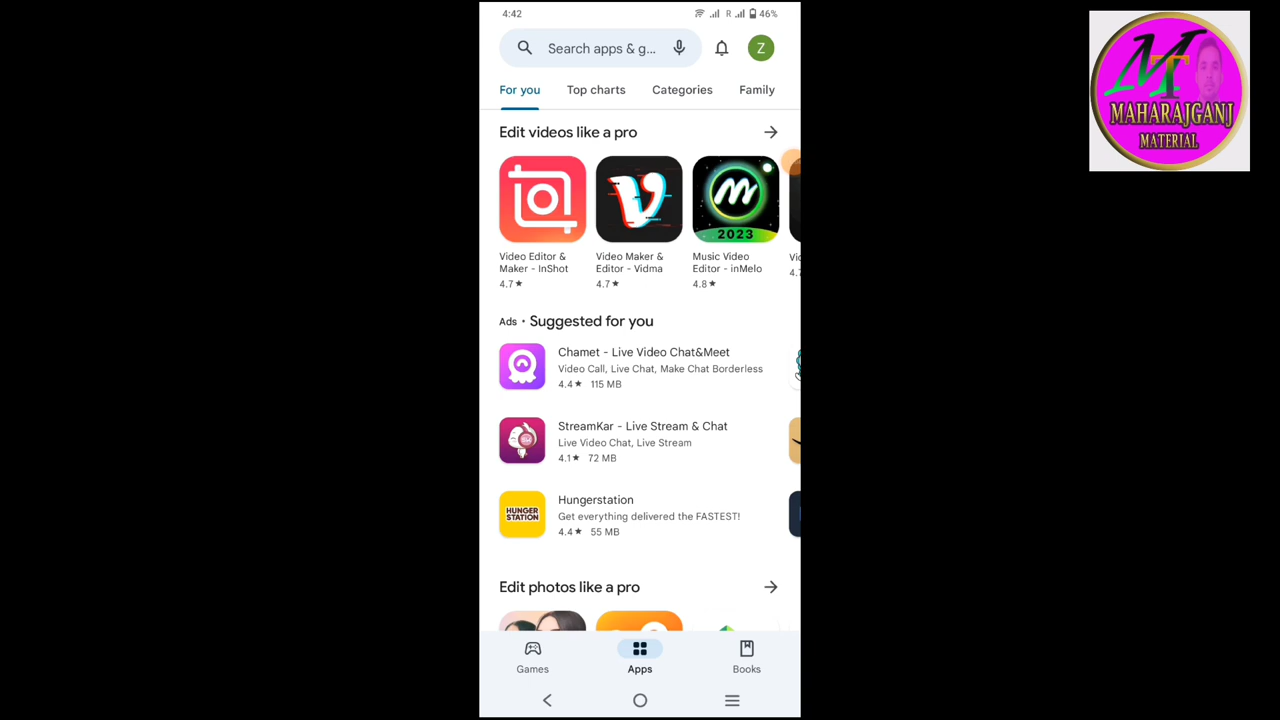 4:42
R
46%
Search apps & g...
Z
For you
Top charts
Categories
Family
Edit videos like a pro
2023
Video Editor &
Maker - InShot
4.7★
Video Maker &
Editor - Vidma
4.7★
Music Video
Editor - inMelo
4.8★
Vid
4.7
Ads • Suggested for you
Chamet - Live Video Chat&Meet
Video Call, Live Chat, Make Chat Borderless
4.4★ 115 MB
StreamKar - Live Stream & Chat
Live Video Chat, Live Stream
4.1★ 72 MB
HUNGER
STATION
Hungerstation
Get everything delivered the FASTEST!
4.4★ 55 MB
Edit photos like a pro
Games
Apps
Books
MT
MAHARAJGANJ
MATERIAL